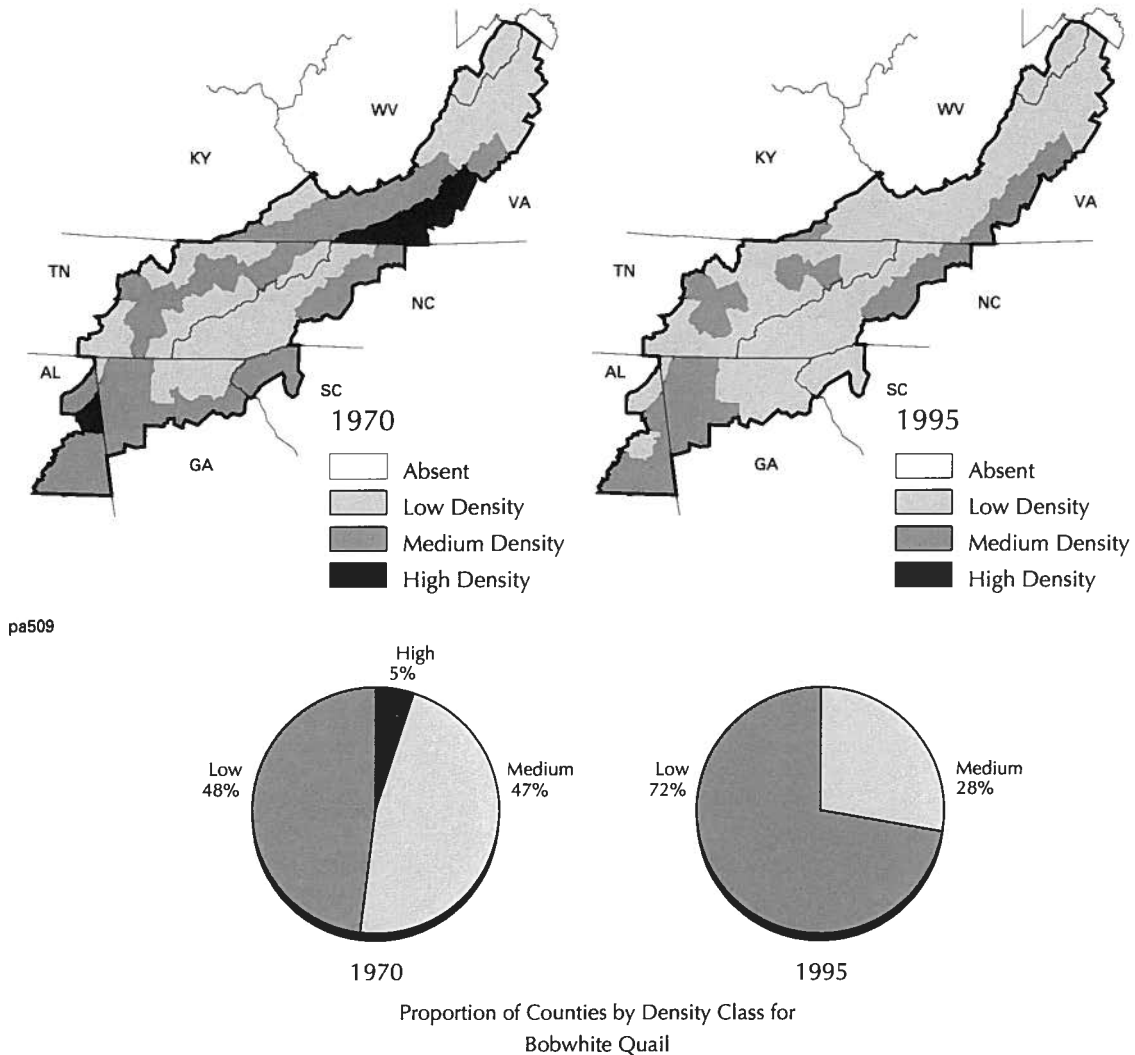 WV
KY
VA
TN
NC
AL
SC
GA
1970
Absent
Low Density
Medium Density
High Density
WV
KY
VA
TN
NC
AL
SC
GA
1995
Absent
Low Density
Medium Density
High Density
pa509
High
5%
Low
48%
Medium
47%
1970
Low
72%
Medium
28%
1995
Proportion of Counties by Density Class for
Bobwhite Quail